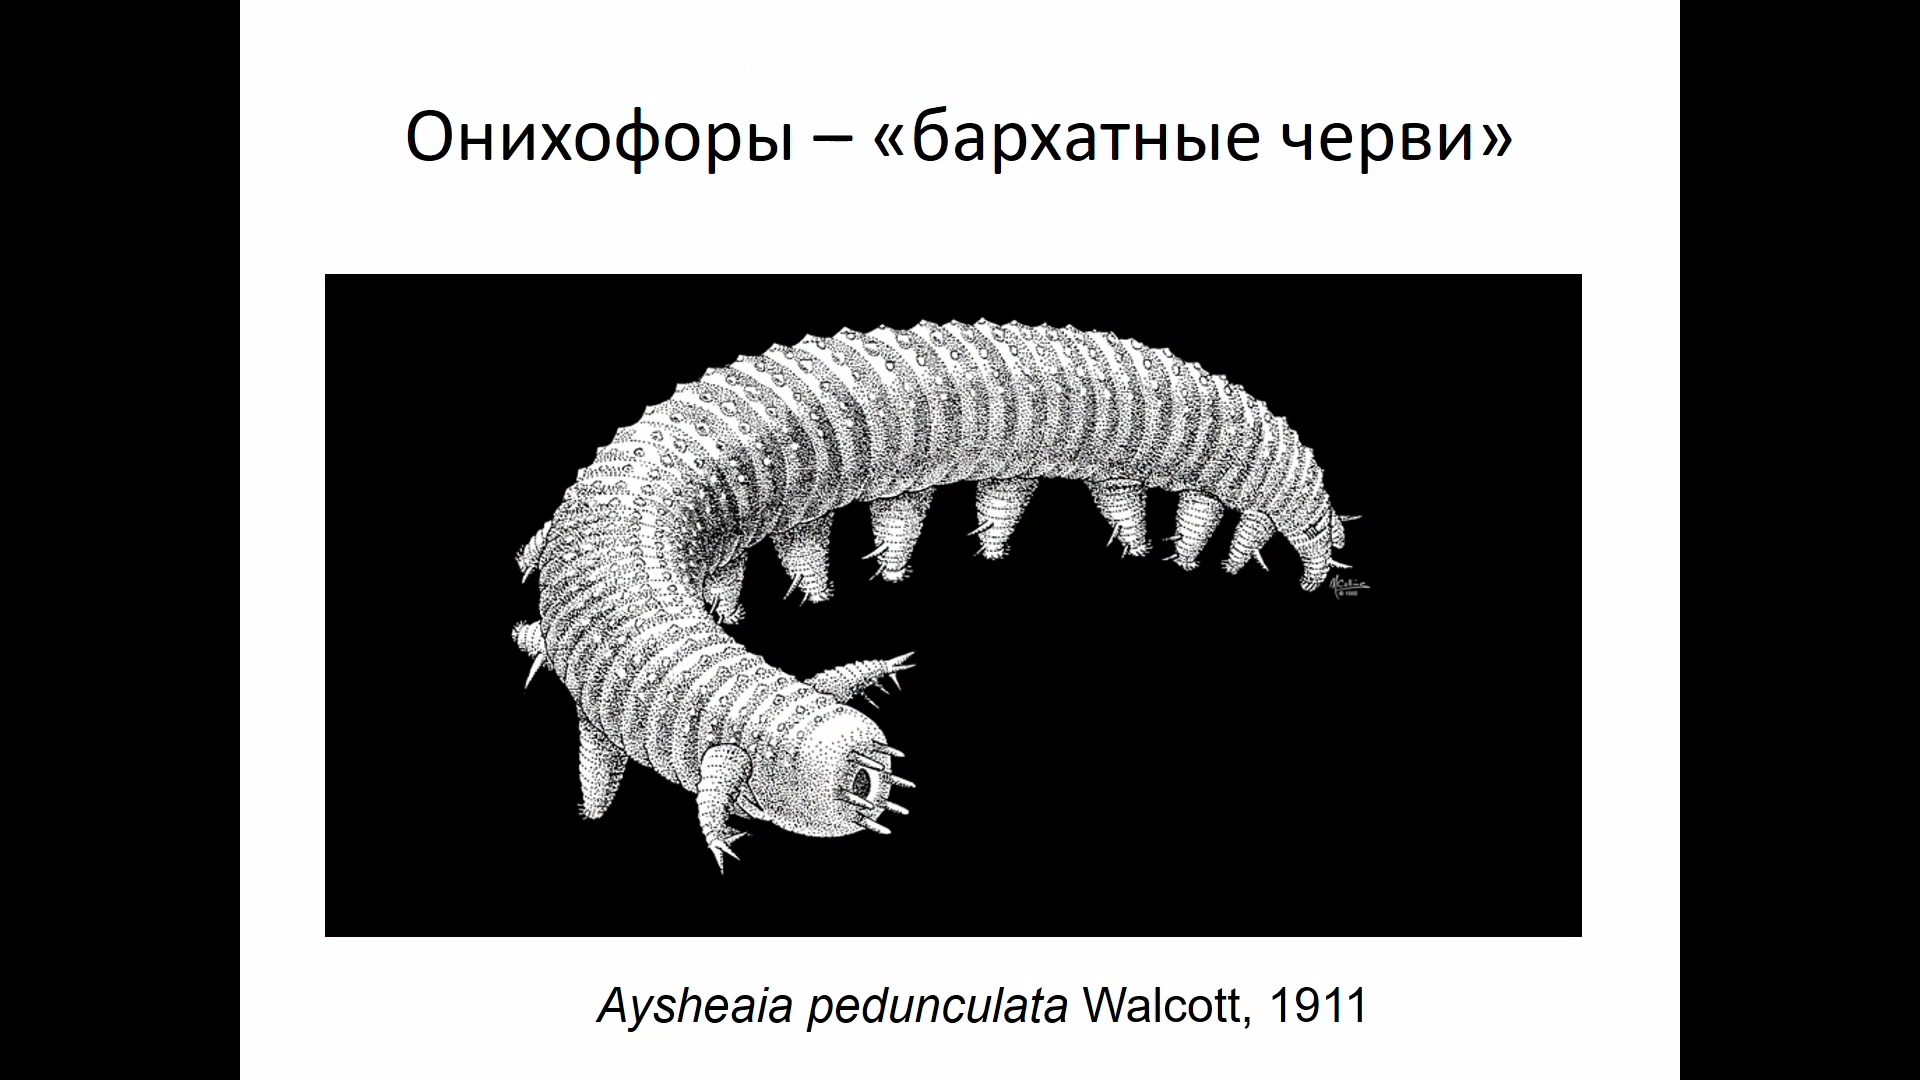 Онихофоры – «бархатные черви»
Aysheaia pedunculata Walcott, 1911